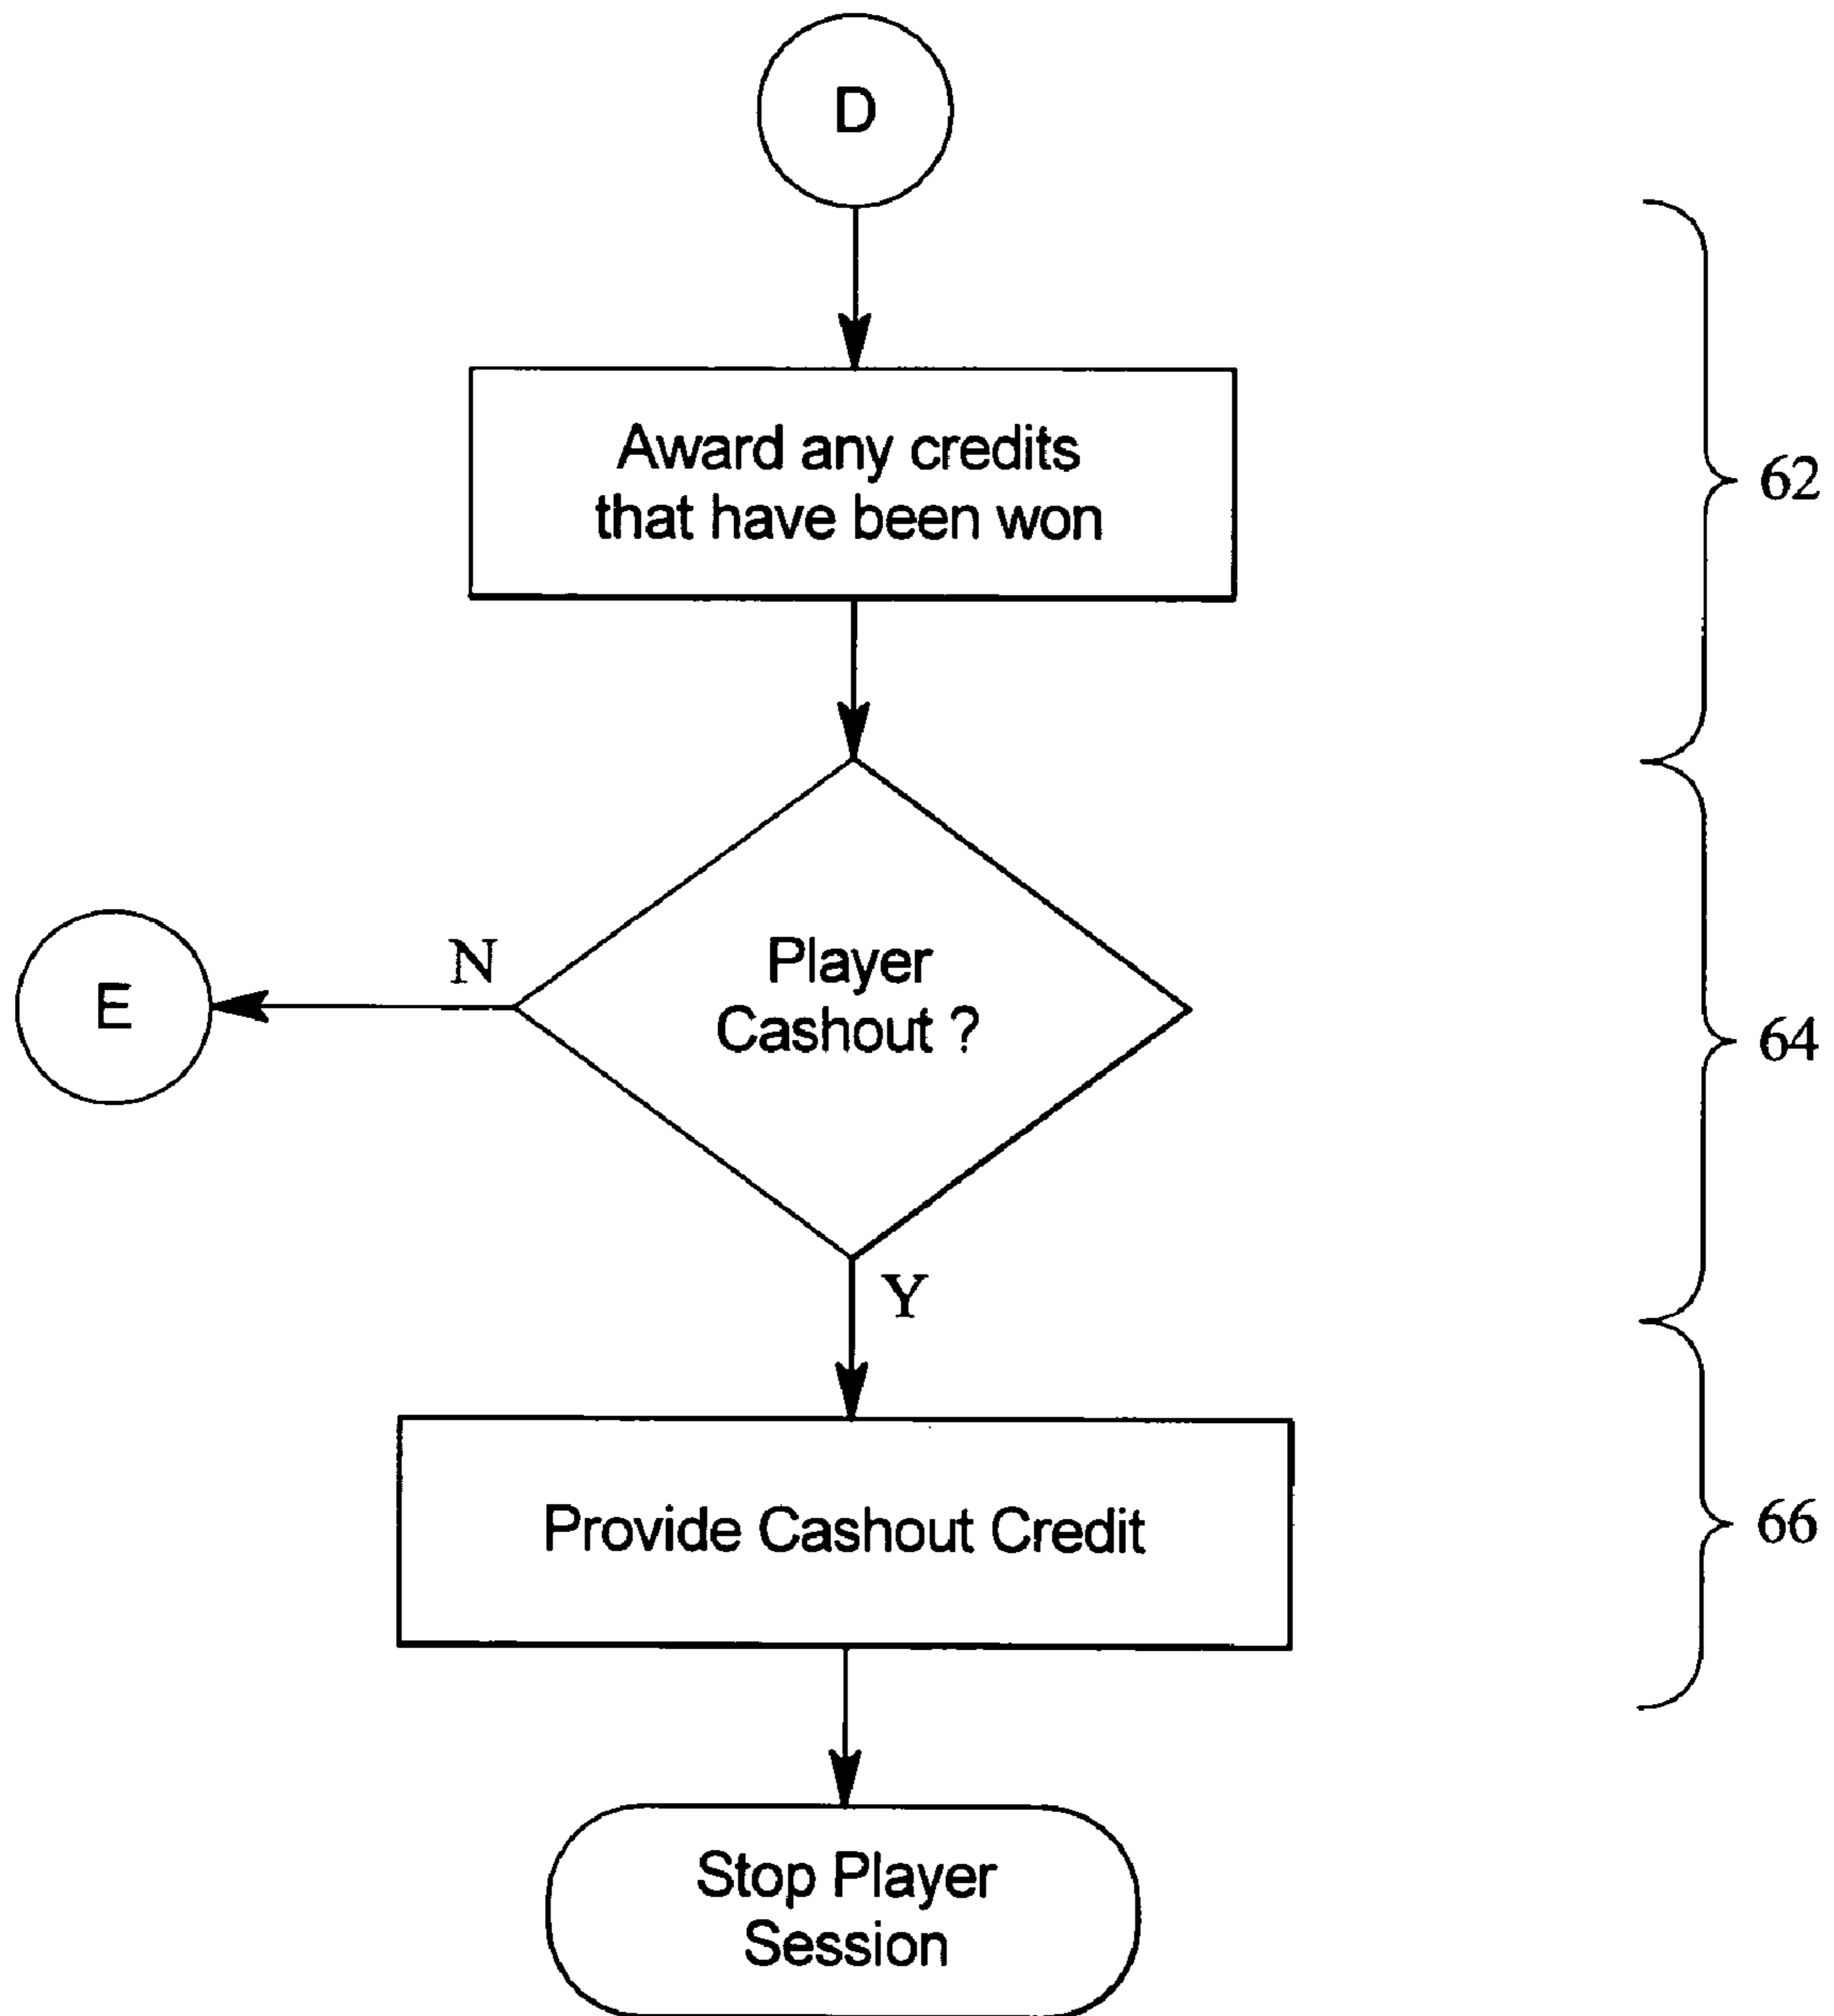 D
Award any credits
that have been won
62
Player
Cashout ?
N
E
64
Y
Provide Cashout Credit
66
Stop Player
Session